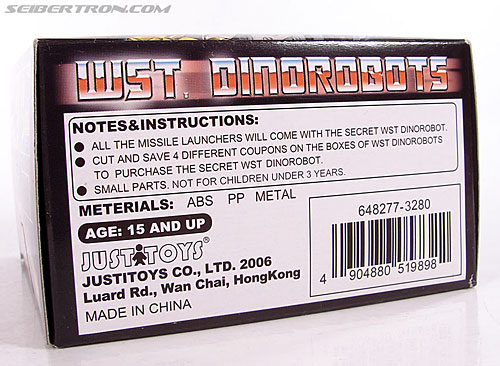 SEIBERTRON.COM
WST. DINOROBOTS
NOTES&INSTRUCTIONS:
● ALL THE MISSILE LAUNCHERS WILL COME WITH THE SECRET WST DINOROBOT.
● CUT AND SAVE 4 DIFFERENT COUPONS ON THE BOXES OF WST DINOROBOTS
TO PURCHASE THE SECRET WST DINOROBOT.
● SMALL PARTS. NOT FOR CHILDREN UNDER 3 YEARS.
METERIALS: ABS PP METAL
AGE: 15 AND UP
JUSTITOYS®
JUSTITOYS CO., LTD. 2006
Luard Rd., Wan Chai, HongKong
MADE IN CHINA
648277-3280
4 904880 519898